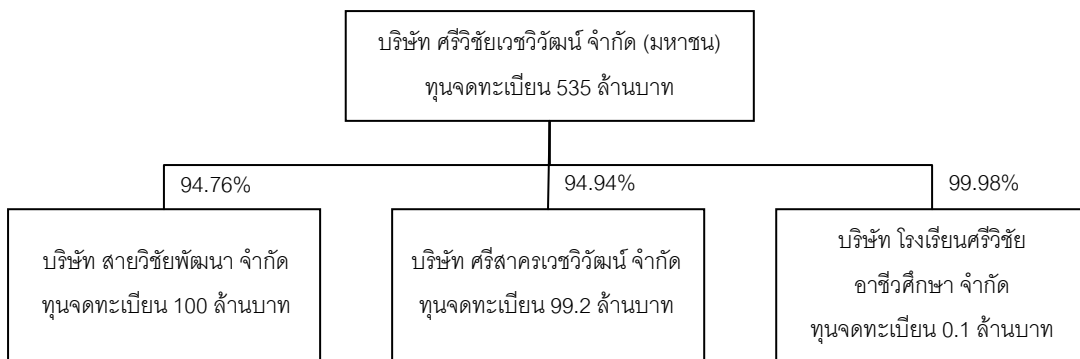 บริษัท ศรีวิชัยเวชวิวัฒน์ จำกัด (มหาชน)
ทุนจดทะเบียน 535 ล้านบาท
94.76%
94.94%
99.98%
บริษัท สายวิชัยพัฒนา จำกัด
ทุนจดทะเบียน 100 ล้านบาท
บริษัท ศรีสาครเวชวิวัฒน์ จำกัด
ทุนจดทะเบียน 99.2 ล้านบาท
บริษัท โรงเรียนศรีวิชัย
อาชีวศึกษา จำกัด
ทุนจดทะเบียน 0.1 ล้านบาท